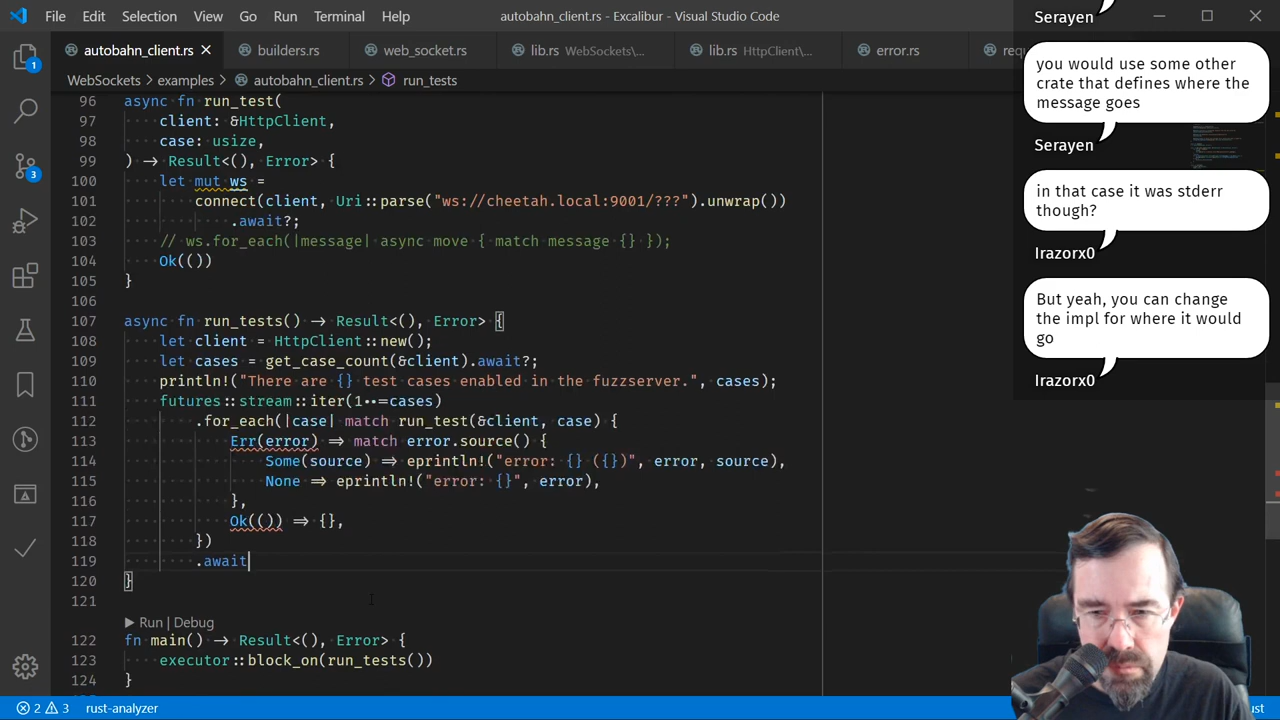 File Edit Selection View Go Run Terminal Help
autobahn_client.rs - Excalibur - Visual Studio Code
autobahn_client.rs builders.rs web_socket.rs lib.rs WebSockets\... lib.rs HttpClient\... error.rs
WebSockets > examples > autobahn_client.rs > run_tests
96 async fn run_test(
97 client: &HttpClient,
98 case: usize,
99 ) -> Result<(), Error> {
100 let mut ws =
101 connect(client, Uri::parse("ws://cheetah.local:9001/???").unwrap())
102 .await?;
103 // ws.for_each(|message| async move { match message {} });
104 Ok(())
105 }
106
107 async fn run_tests() -> Result<(), Error> {
108 let client = HttpClient::new();
109 let cases = get_case_count(&client).await?;
110 println!("There are {} test cases enabled in the fuzzserver.", cases);
111 futures::stream::iter(1..=cases)
112 .for_each(|case| match run_test(&client, case) {
113 Err(error) => match error.source() {
114 Some(source) => eprintln!("error: {} ({})", error, source),
115 None => eprintln!("error: {}", error),
116 },
117 Ok(()) => {},
118 })
119 .await
120 }
121
Run | Debug
122 fn main() -> Result<(), Error> {
123 executor::block_on(run_tests())
124 }
Serayen
you would use some other
crate that defines where the
message goes
Serayen
in that case it was stderr
though?
Irazorx0
But yeah, you can change
the impl for where it would
go
Irazorx0
1
3
2 3 rust-analyzer